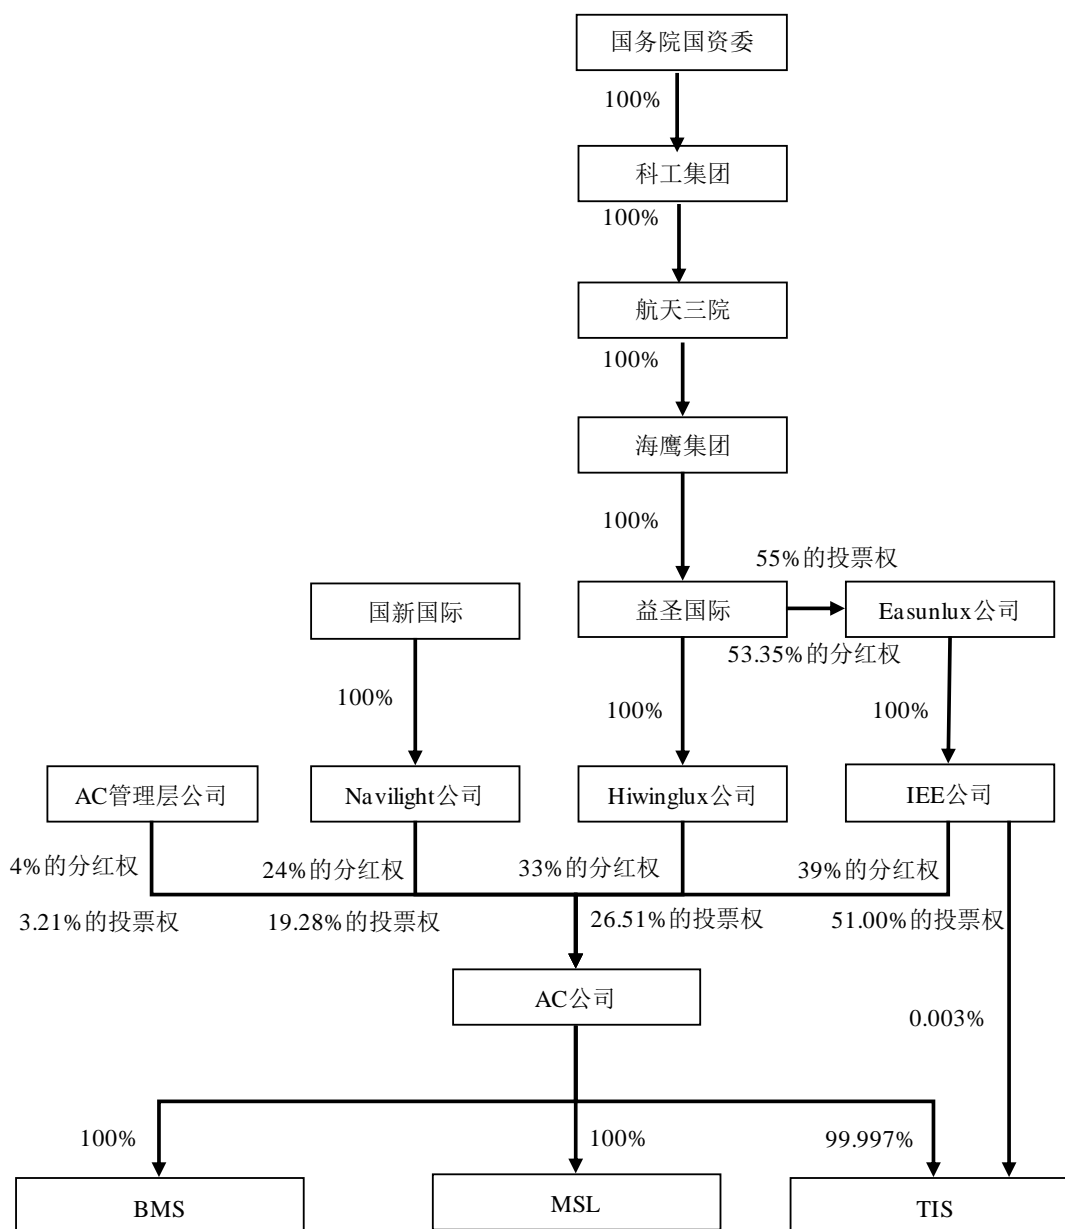 国务院国资委
100%
科工集团
100%
航天三院
100%
海鹰集团
100%
55%的投票权
国新国际
益圣国际
Easunlux公司
53.35%的分红权
100%
100%
100%
AC管理层公司
Navilight公司
Hiwinglux公司
IEE公司
4%的分红权
24%的分红权
33%的分红权
39%的分红权
3.21%的投票权
19.28%的投票权
26.51%的投票权
51.00%的投票权
AC公司
0.003%
100%
100%
99.997%
BMS
MSL
TIS